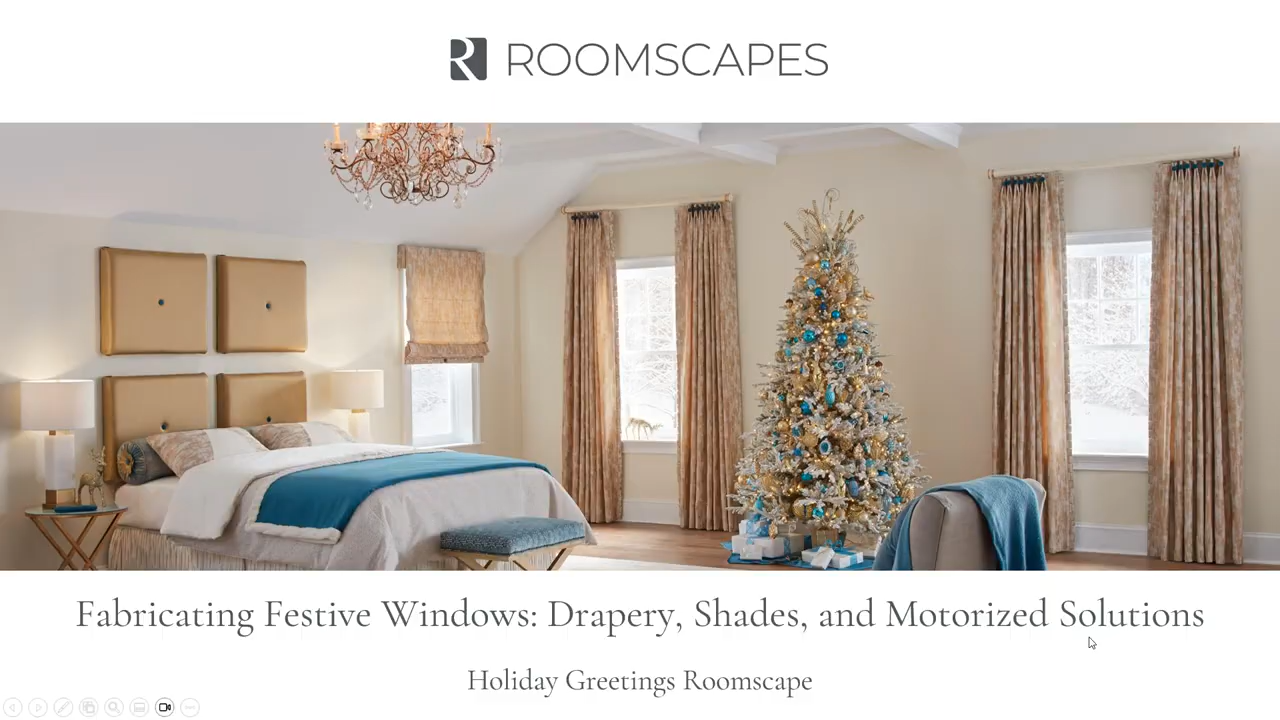 R ROOMSCAPES
Fabricating Festive Windows: Drapery, Shades, and Motorized Solutions
Holiday Greetings Roomscape